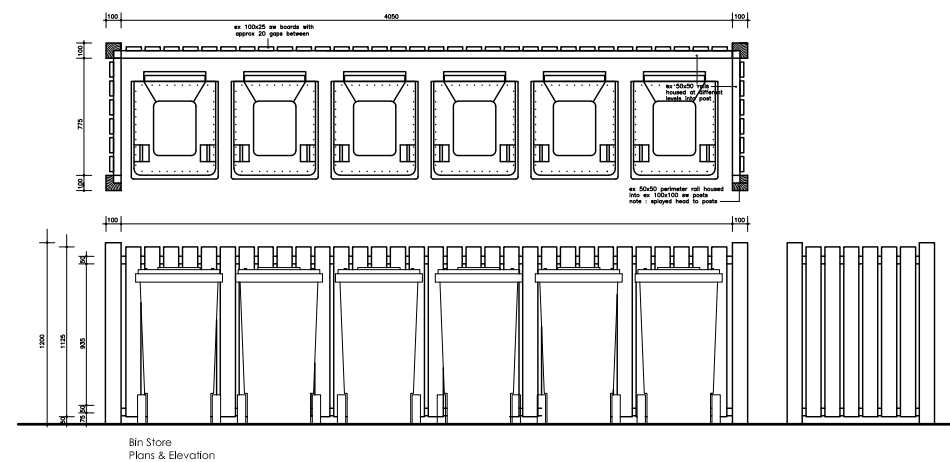 100
4050
100
ex 100x25 sw boards with
approx 20 gaps between
100
775
100
ex 50x50 rails
housed at different
levels into post
ex 50x50 perimeter rail housed
into ex 100x100 sw posts
note : splayed head to posts
100
100
1200
1125
50
935
50
50
75
Bin Store
Plans & Elevation